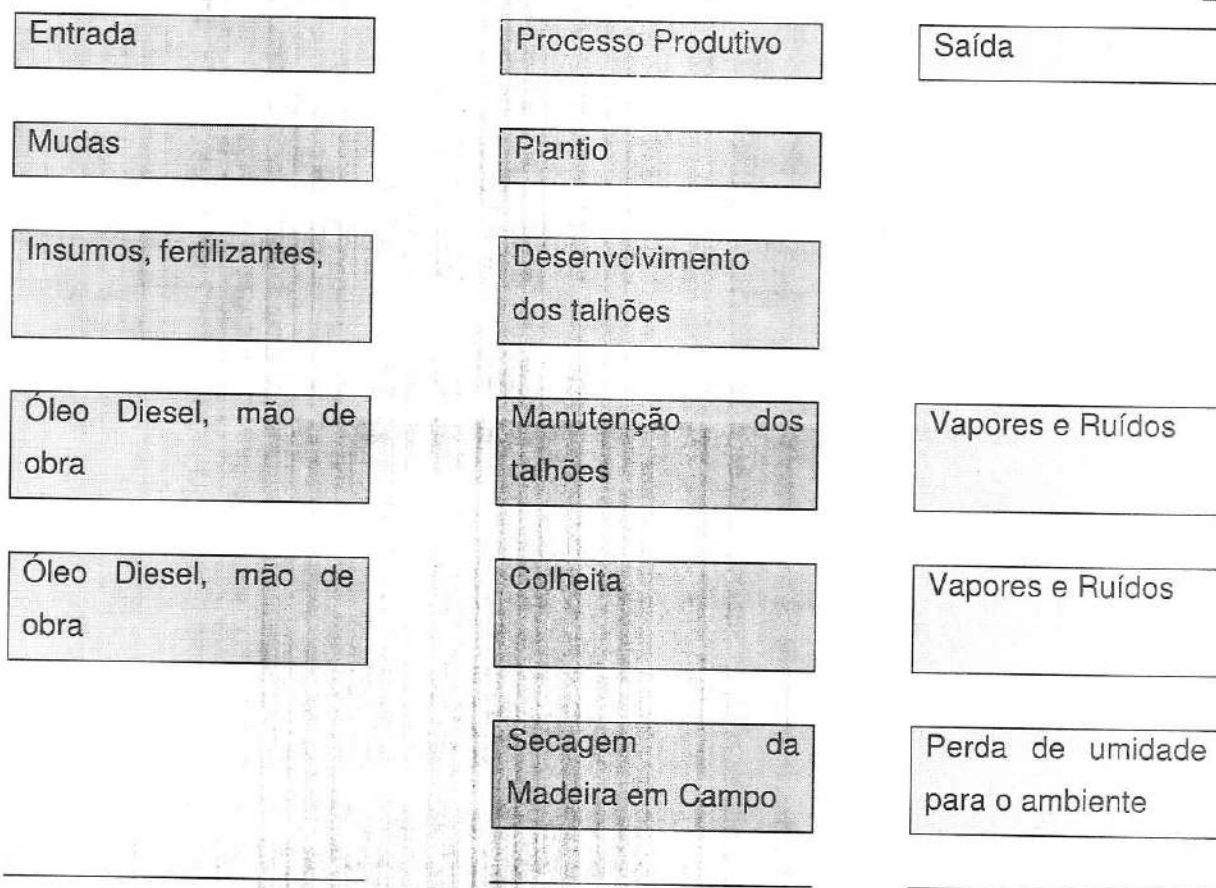 Entrada
Processo Produtivo
Saída
Mudas
Plantio
Insumos, fertilizantes,
Desenvolvimento
dos talhões
Óleo Diesel, mão de
obra
Manutenção dos
talhões
Vapores e Ruídos
Óleo Diesel, mão de
obra
Colheita
Vapores e Ruídos
Secagem da
Madeira em Campo
Perda de umidade
para o ambiente